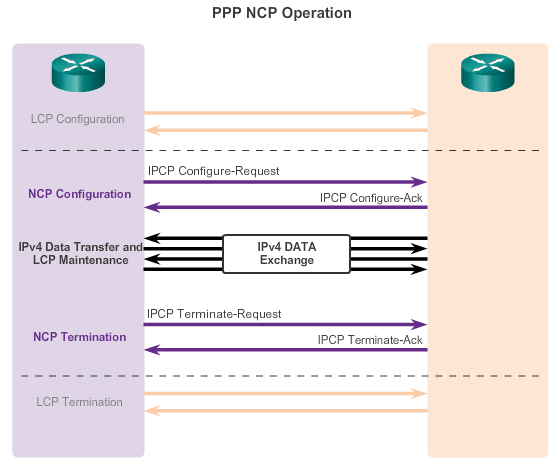 PPP NCP Operation
LCP Configuration
IPCP Configure-Request
NCP Configuration
IPCP Configure-Ack
IPv4 Data Transfer and
LCP Maintenance
IPv4 DATA
Exchange
IPCP Terminate-Request
NCP Termination
IPCP Terminate-Ack
LCP Termination